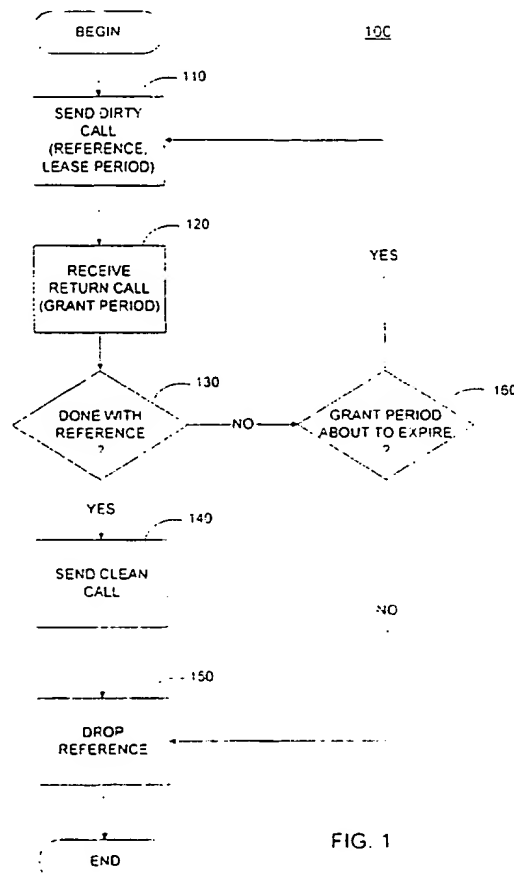 BEGIN
100
110
SEND DIRTY
CALL
(REFERENCE,
LEASE PERIOD)
120
RECEIVE
RETURN CALL
(GRANT PERIOD)
YES
130
DONE WITH
REFERENCE
?
NO
160
GRANT PERIOD
ABOUT TO EXPIRE
?
YES
140
SEND CLEAN
CALL
NO
150
DROP
REFERENCE
END
FIG. 1